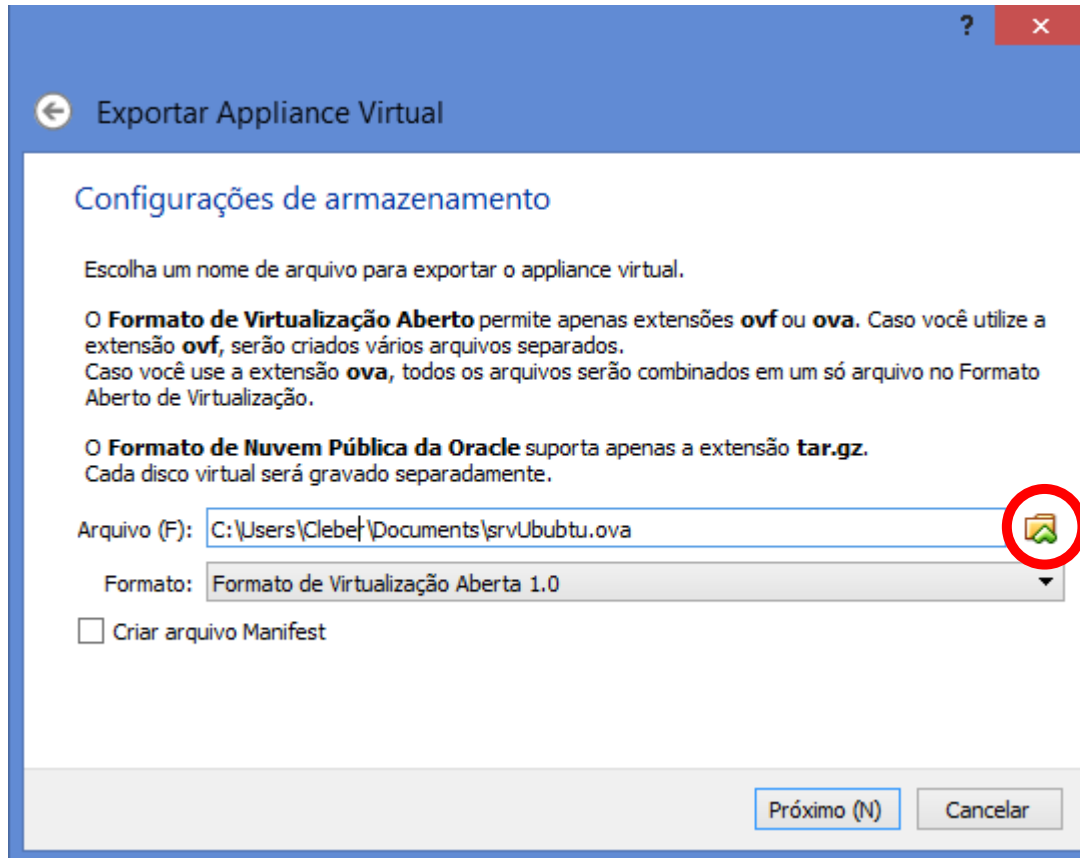 ?
Exportar Appliance Virtual
Configurações de armazenamento
Escolha um nome de arquivo para exportar o appliance virtual.
O Formato de Virtualização Aberto permite apenas extensões ovf ou ova. Caso você utilize a
extensão ovf, serão criados vários arquivos separados.
Caso você use a extensão ova, todos os arquivos serão combinados em um só arquivo no Formato
Aberto de Virtualização.
O Formato de Nuvem Pública da Oracle suporta apenas a extensão tar.gz.
Cada disco virtual será gravado separadamente.
Arquivo (F): C:\Users\Cleber\Documents\srvUbubtu.ova
Formato: Formato de Virtualização Aberta 1.0
Criar arquivo Manifest
Próximo (N) Cancelar